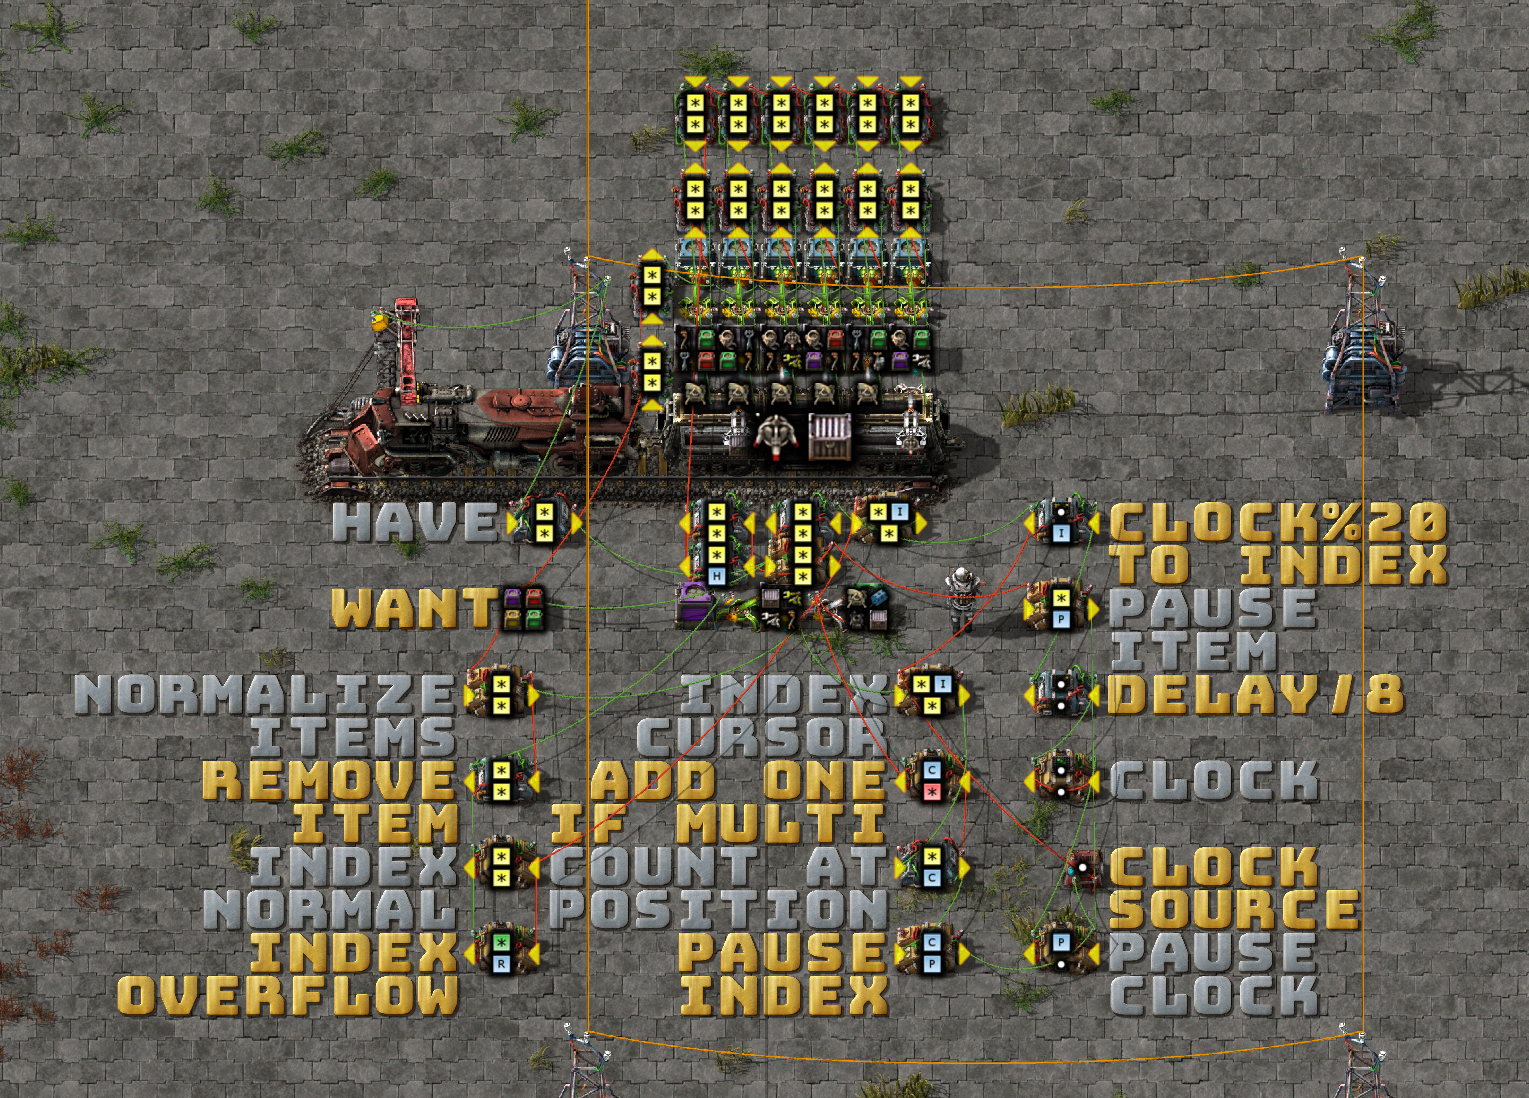 HAVE
WANT
NORMALIZE
ITEMS
REMOVE
ITEM
INDEX
NORMAL
INDEX
OVERFLOW
* I
*
H
INDEX
CURSOR
* I
*
ADD ONE
IF MULTI
C
*
COUNT AT
POSITION
*
C
PAUSE
INDEX
C
P
I
CLOCK%20
TO INDEX
*
P
PAUSE
ITEM
DELAY/8
CLOCK
CLOCK
SOURCE
P
PAUSE
CLOCK
*
R